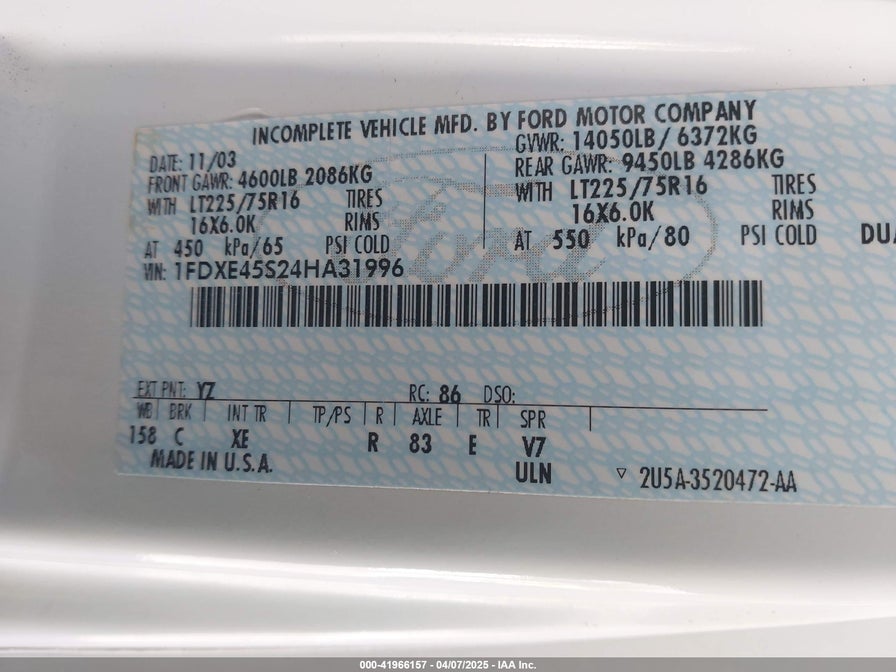 INCOMPLETE VEHICLE MFD. BY FORD MOTOR COMPANY
DATE: 11/03
FRONT GAWR: 4600LB 2086KG
WITH LT225/75R16 TIRES
16X6.0K RIMS
AT 450 kPa/65 PSI COLD
GVWR: 14050LB/ 6372KG
REAR GAWR: 9450LB 4286KG
WITH LT225/75R16 TIRES
16X6.0K RIMS
AT 550 kPa/80 PSI COLD
VIN: 1FDXE45S24HA31996
Ford
EXT PNT: YZ RC: 86 DSO:
WB BRK INT TR TP/PS R AXLE TR SPR
158 C XE R 83 E V7
MADE IN U.S.A. ULN
▽ 2U5A-3520472-AA
000-41966157 - 04/07/2025 - IAA Inc.